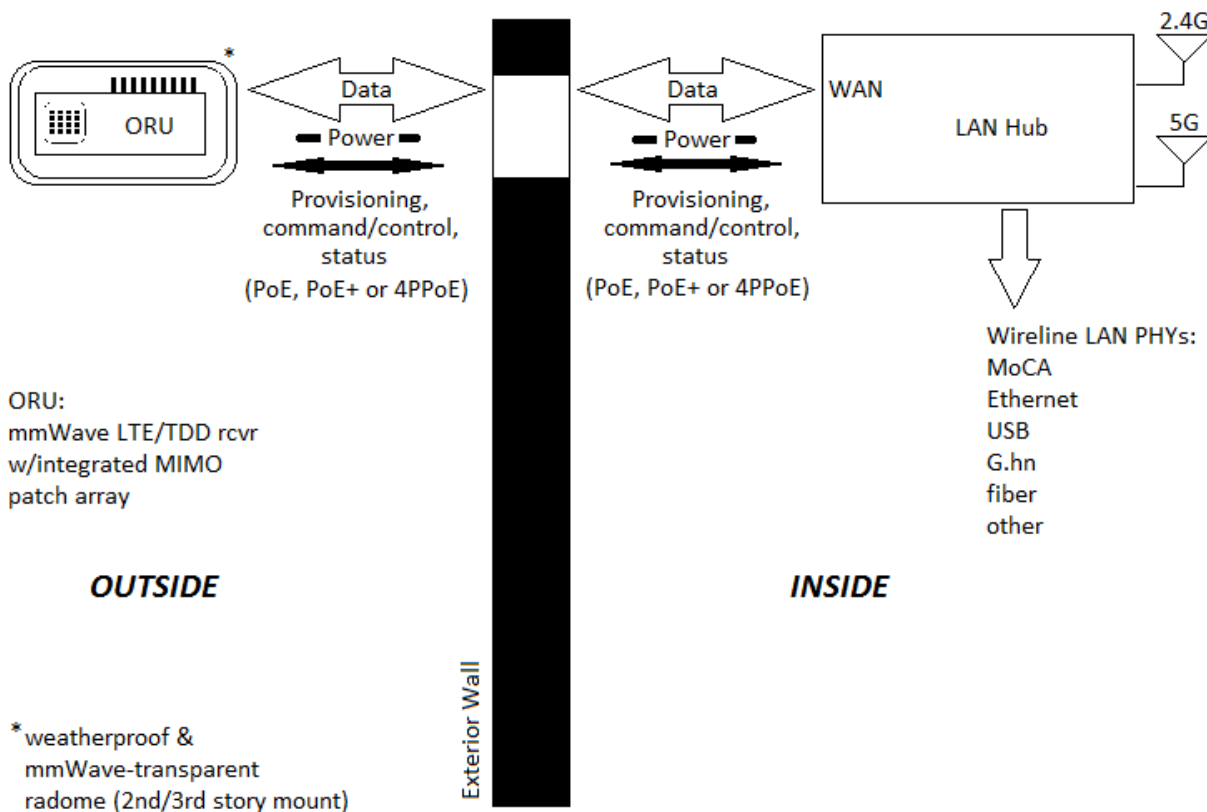 *
ORU
Data
Power
Provisioning,
command/control,
status
(PoE, PoE+ or 4PPoE)
Data
Power
Provisioning,
command/control,
status
(PoE, PoE+ or 4PPoE)
WAN
LAN Hub
2.4G
5G
Wireline LAN PHYs:
MoCA
Ethernet
USB
G.hn
fiber
other
ORU:
mmWave LTE/TDD rcvr
w/integrated MIMO
patch array
OUTSIDE
INSIDE
Exterior Wall
*weatherproof &
mmWave-transparent
radome (2nd/3rd story mount)